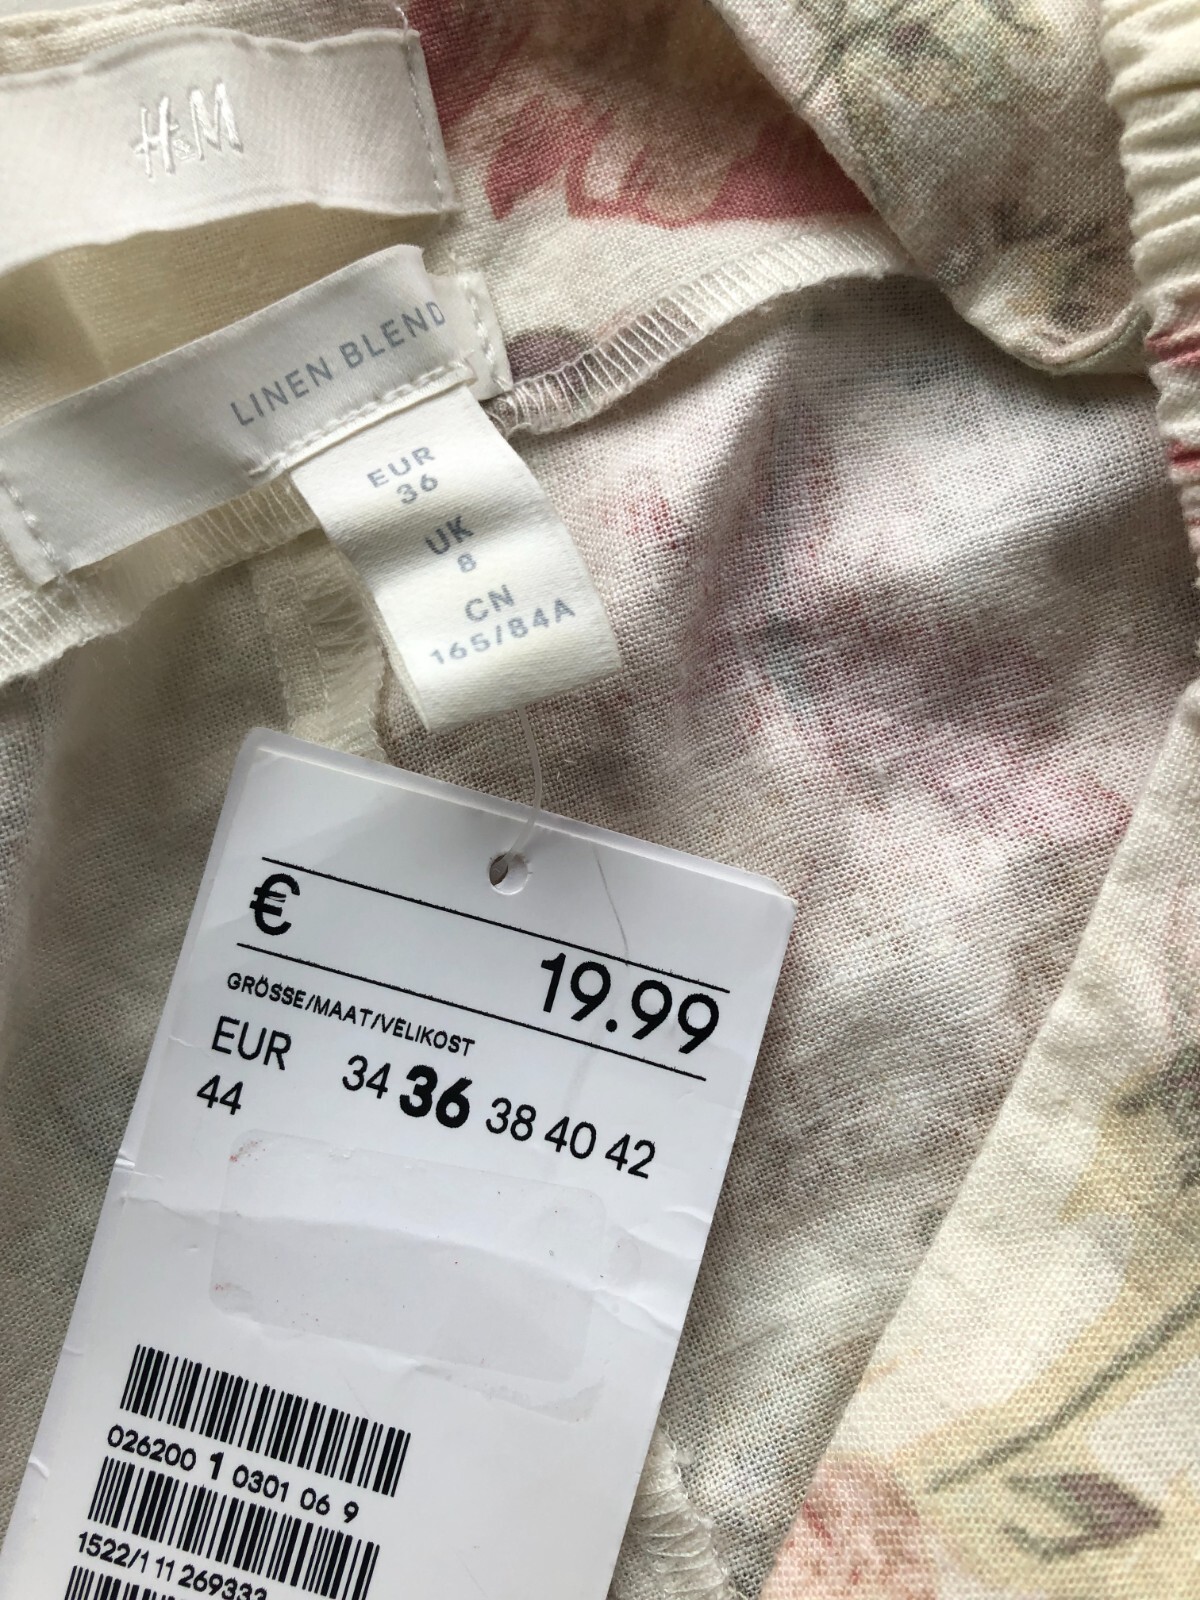 H&M
LINEN BLEND
EUR
36
UK
8
CN
165/84A
€ 19.99
GRÖSSE/MAAT/VELIKOST
EUR 34 36 38 40 42
44
026200 1 0301 06 9
1522/1 11 269333